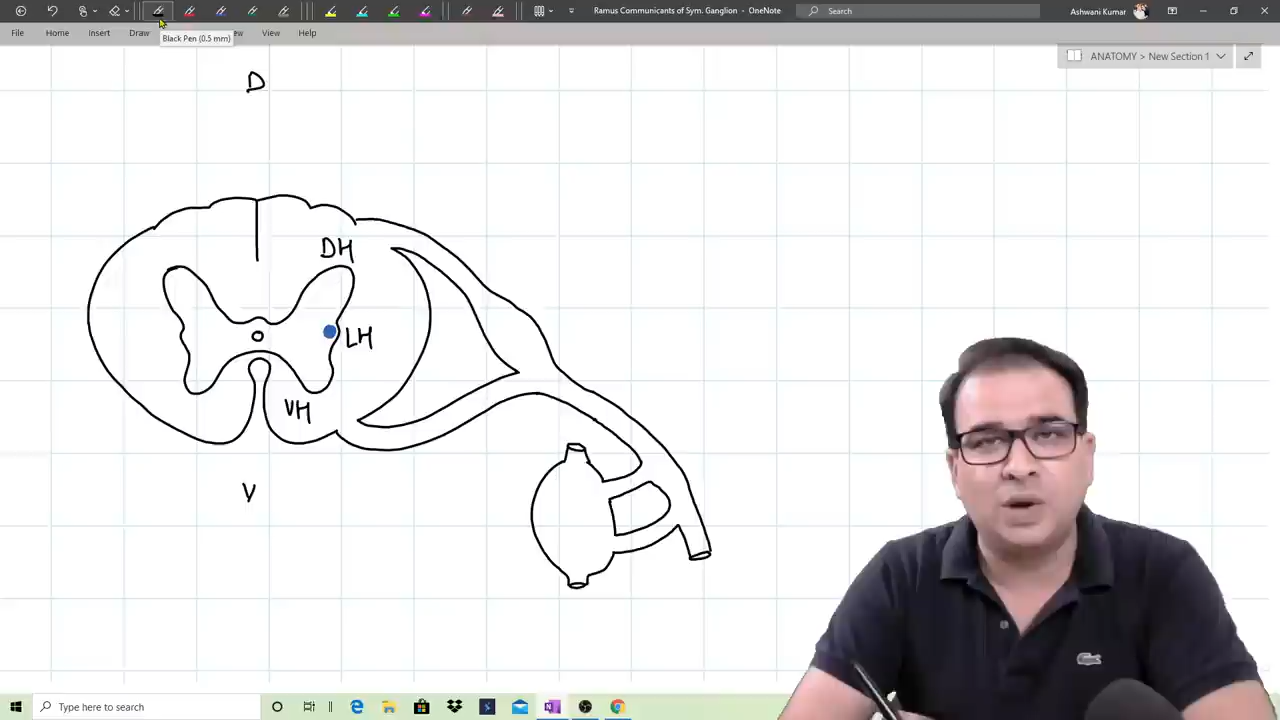 Ramus Communicants of Sym. Ganglion - OneNote
Search
Ashwani Kumar
File Home Insert Draw ew View Help
Black Pen (0.5 mm)
ANATOMY > New Section 1
D
DH
LH
VH
V
Type here to search